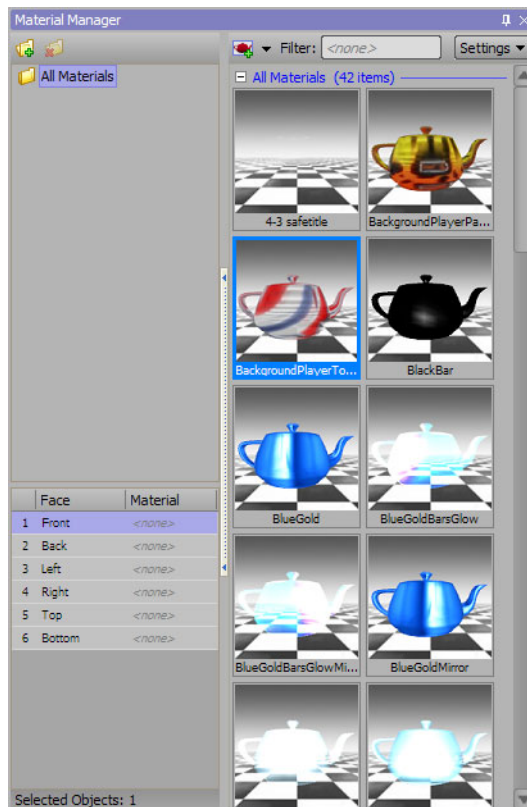 Material Manager
Filter: <none> Settings
All Materials
All Materials (42 items)
4-3 safetitle
BackgroundPlayerPa...
BackgroundPlayerTo...
BlackBar
BlueGold
BlueGoldBarsGlow
BlueGoldBarsGlowMi...
BlueGoldMirror
Face Material
1 Front <none>
2 Back <none>
3 Left <none>
4 Right <none>
5 Top <none>
6 Bottom <none>
Selected Objects: 1